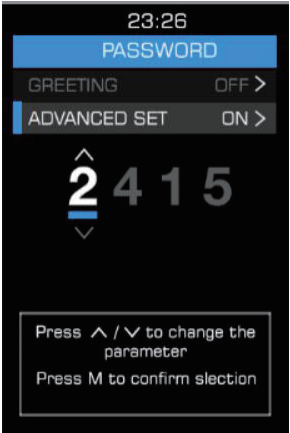 23:26
PASSWORD
GREETING OFF >
ADVANCED SET ON >
2 4 1 5
Press ∧ / ∨ to change the
parameter
Press M to confirm slection